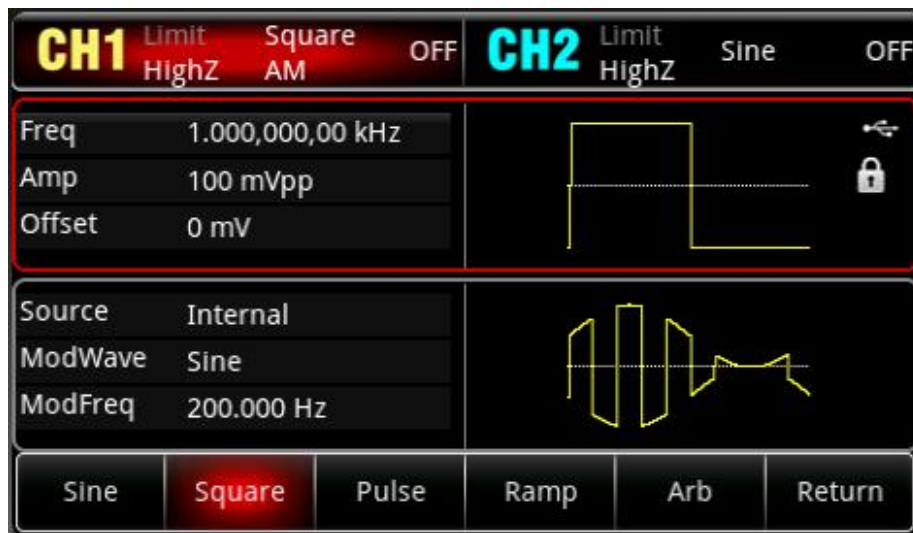 CH1 Limit Square OFF CH2 Limit Sine OFF
HighZ AM HighZ
Freq 1.000,000,00 kHz
Amp 100 mVpp
Offset 0 mV
Source Internal
ModWave Sine
ModFreq 200.000 Hz
Sine Square Pulse Ramp Arb Return